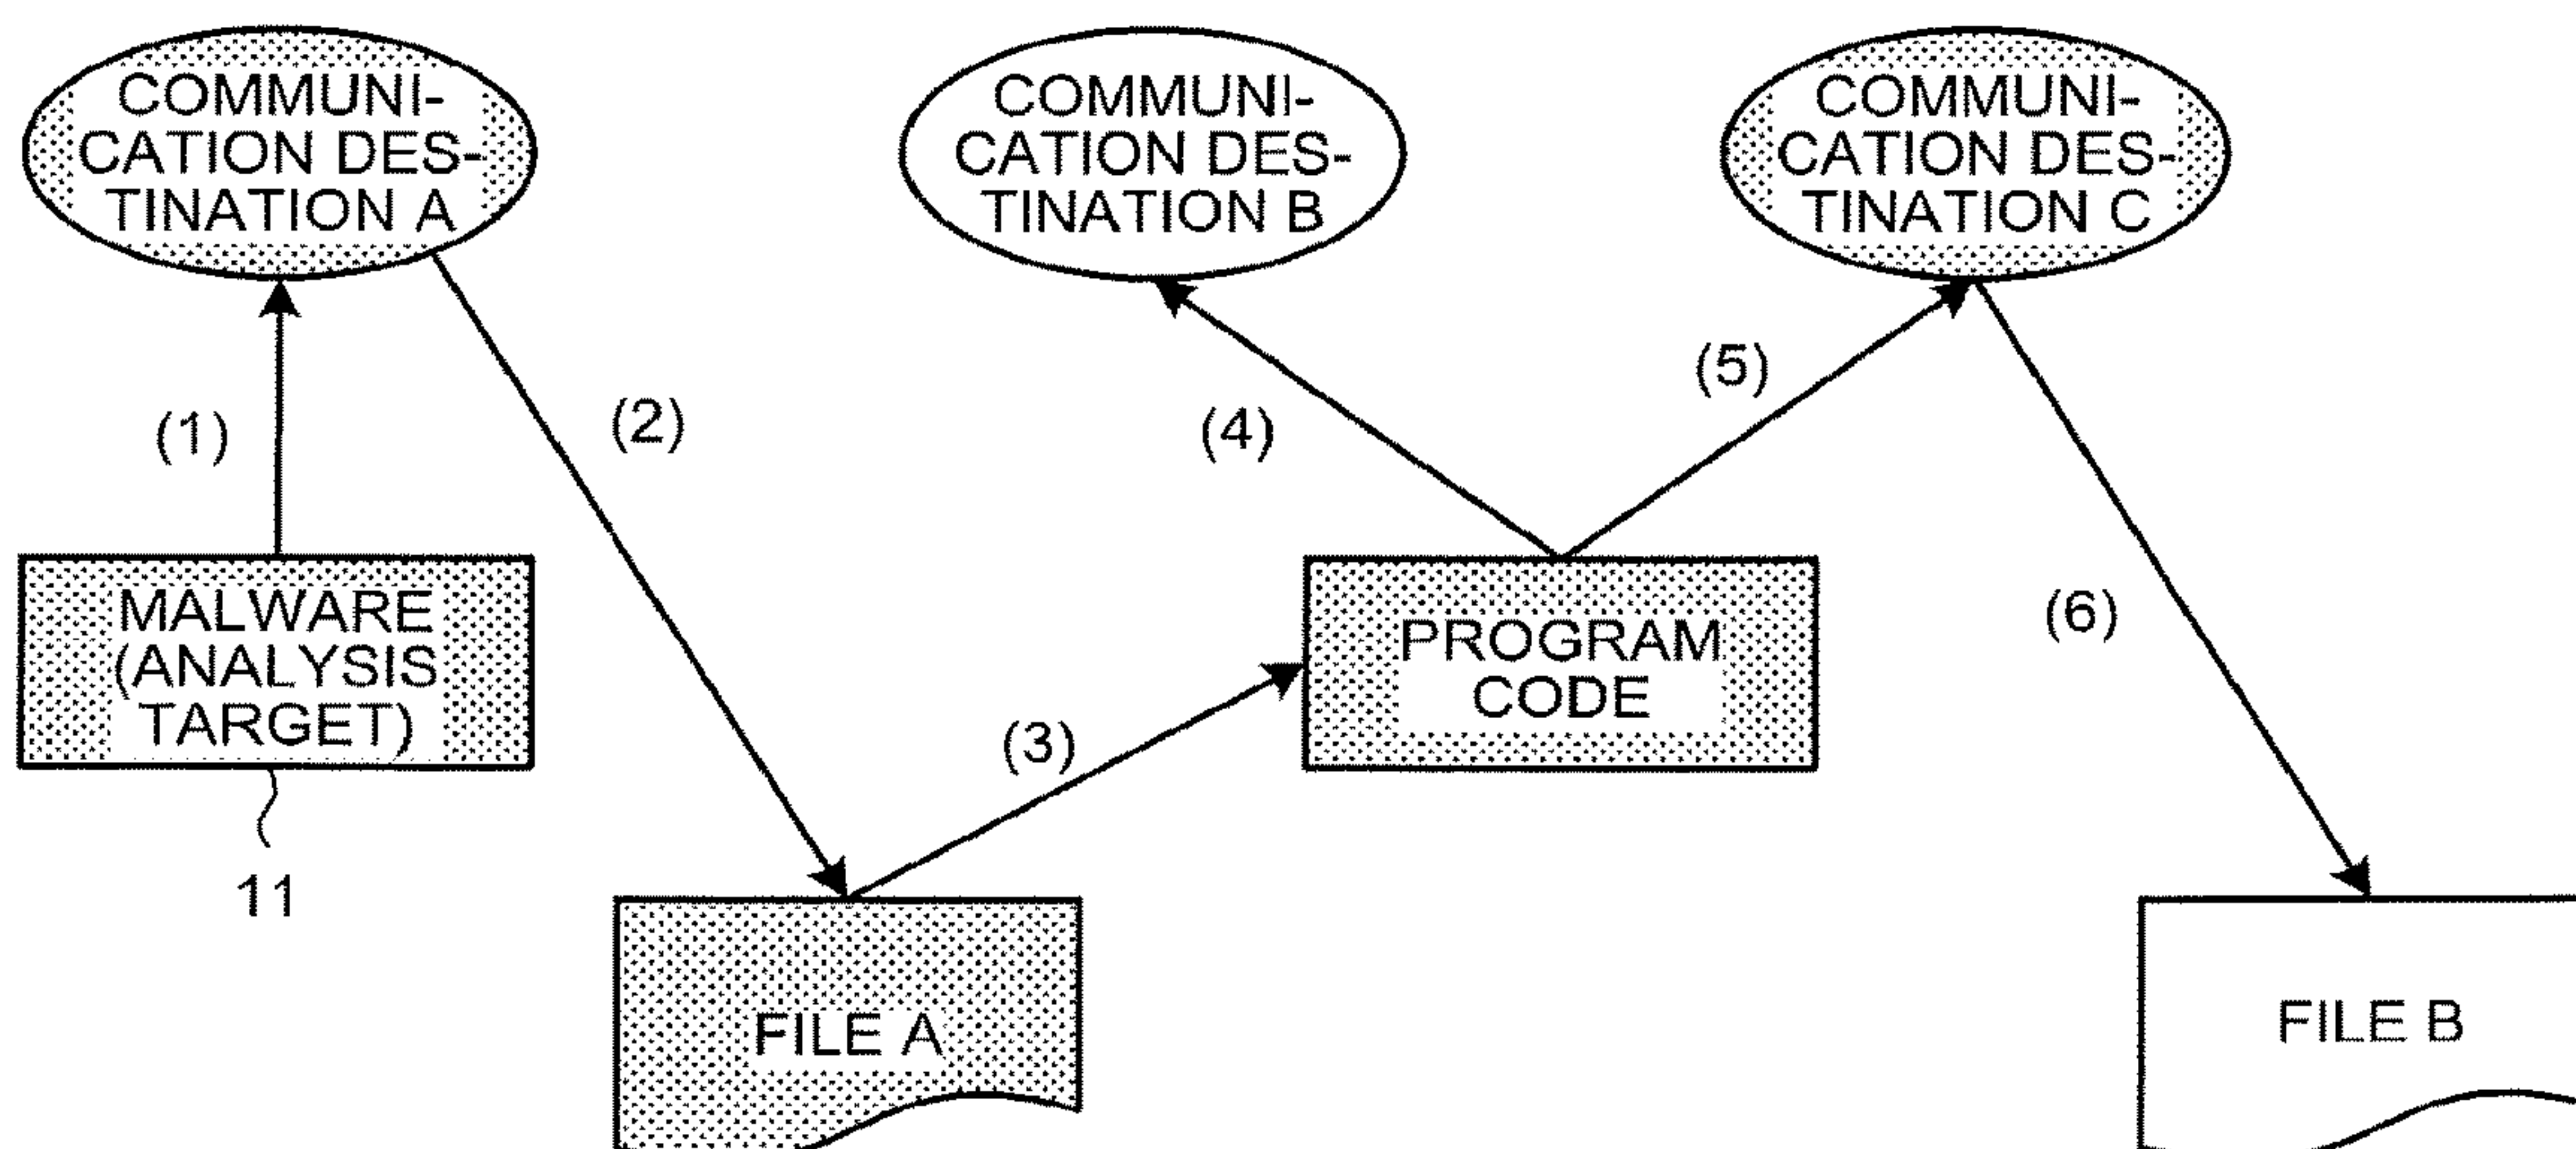 COMMUNI-
CATION DES-
TINATION A
COMMUNI-
CATION DES-
TINATION B
COMMUNI-
CATION DES-
TINATION C
(1)
(2)
(4)
(5)
(6)
MALWARE
(ANALYSIS
TARGET)
11
(3)
PROGRAM
CODE
FILE A
FILE B